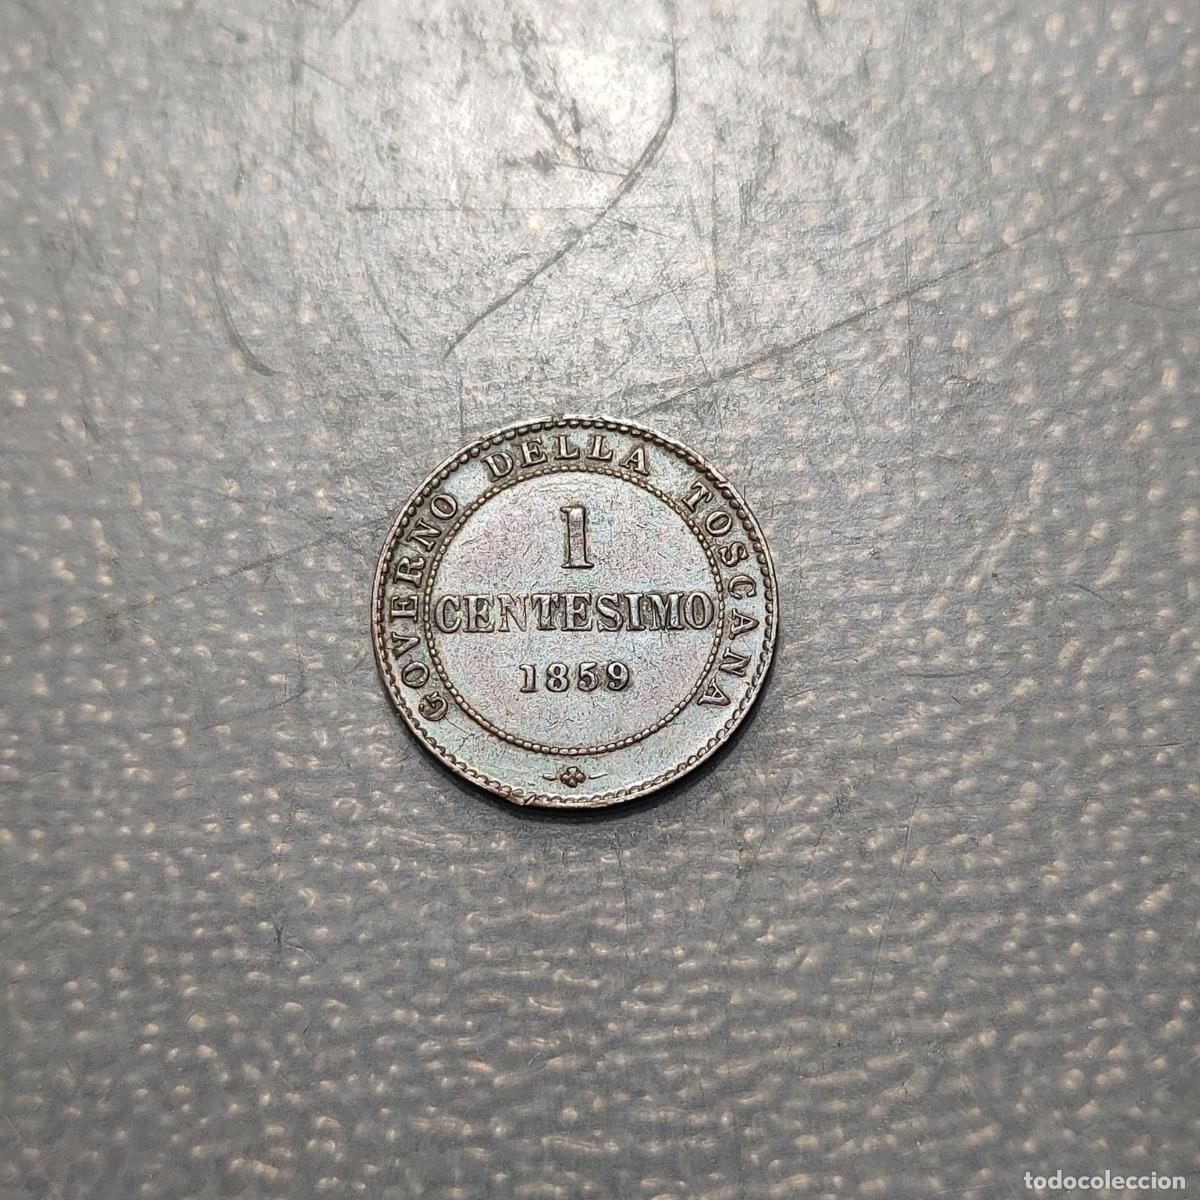 GOVERNO DELLA TOSCANA
1
CENTESIMO
1859
todocoleccion